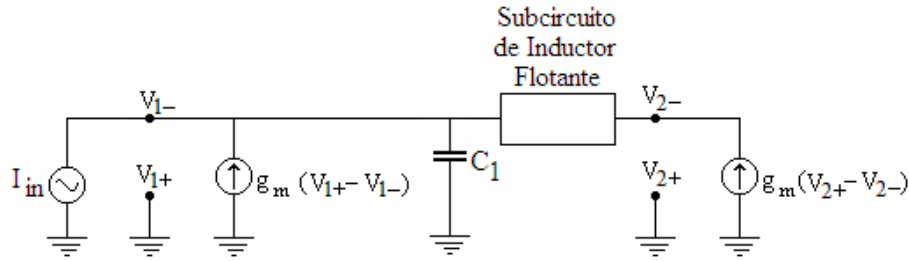 Subcircuito
de Inductor
Flotante
V1−
V2−
Iin
V1+
gm (V1+− V1−)
C1
V2+
gm(V2+− V2−)